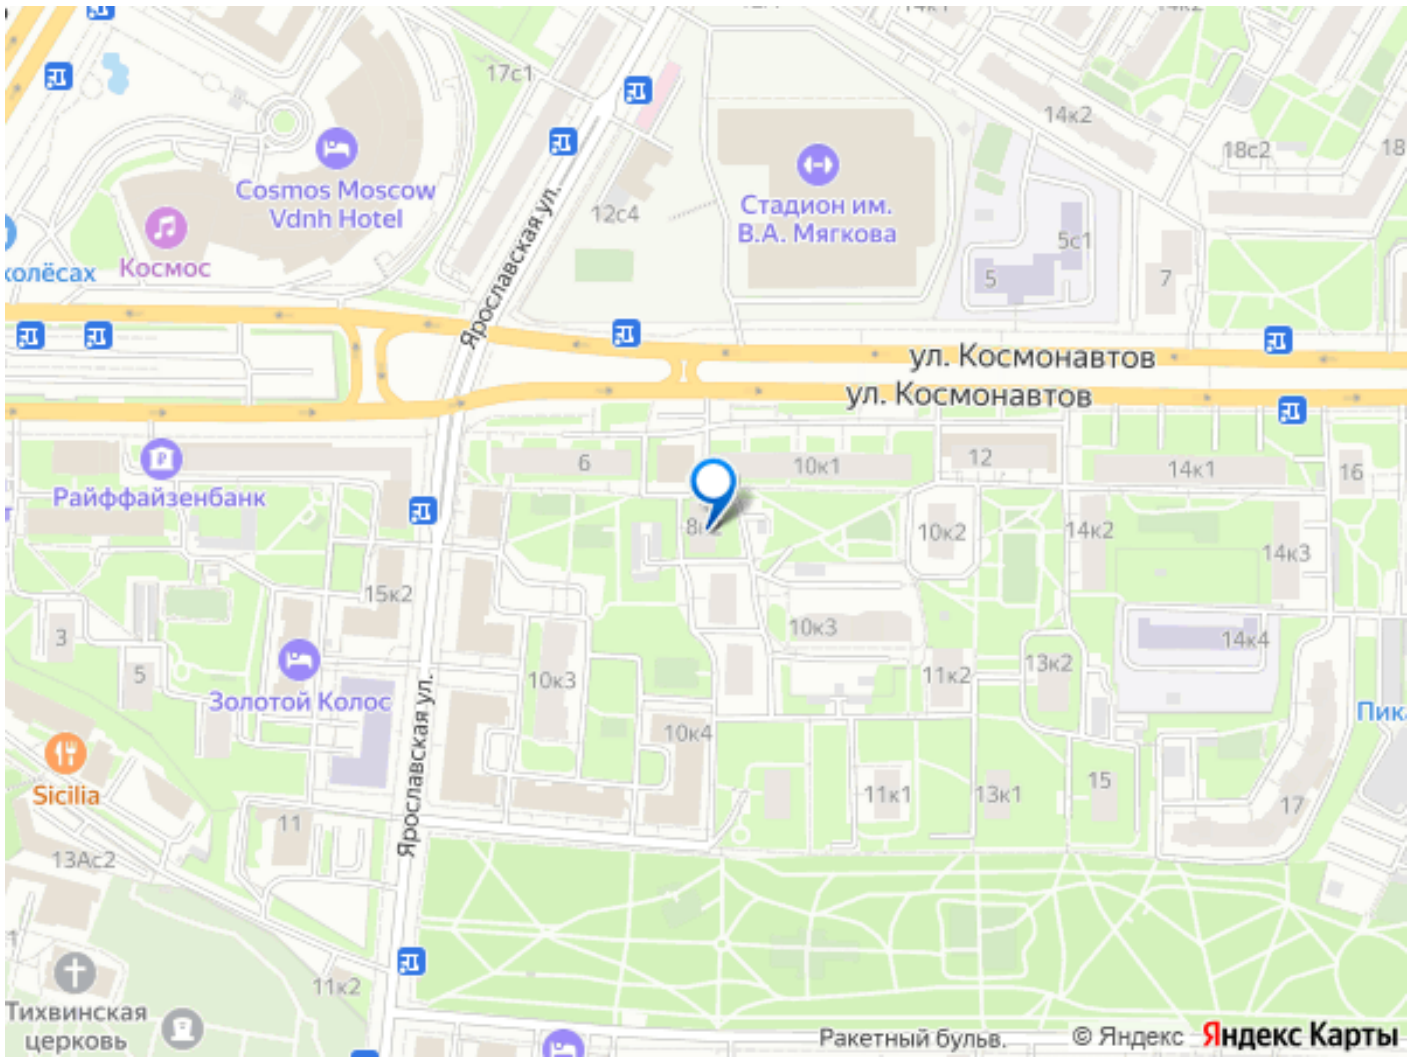 17с1
14к2
18с2
18
Cosmos Moscow
Vdnh Hotel
12с4
Стадион им.
В.А. Мягкова
5с1
Космос
колёсах
5
7
Ярославская ул.
ул. Космонавтов
ул. Космонавтов
Райффайзенбанк
6
10к1
12
14к1
16
10к2
14к2
14к3
15к2
3
5
10к3
10к3
11к2
13к2
14к4
Золотой Колос
Ярославская ул.
10к4
Sicilia
11
11к1
13к1
15
17
13Ас2
11к2
Тихвинская
церковь
Ракетный бульв.
© Яндекс
Яндекс Карты